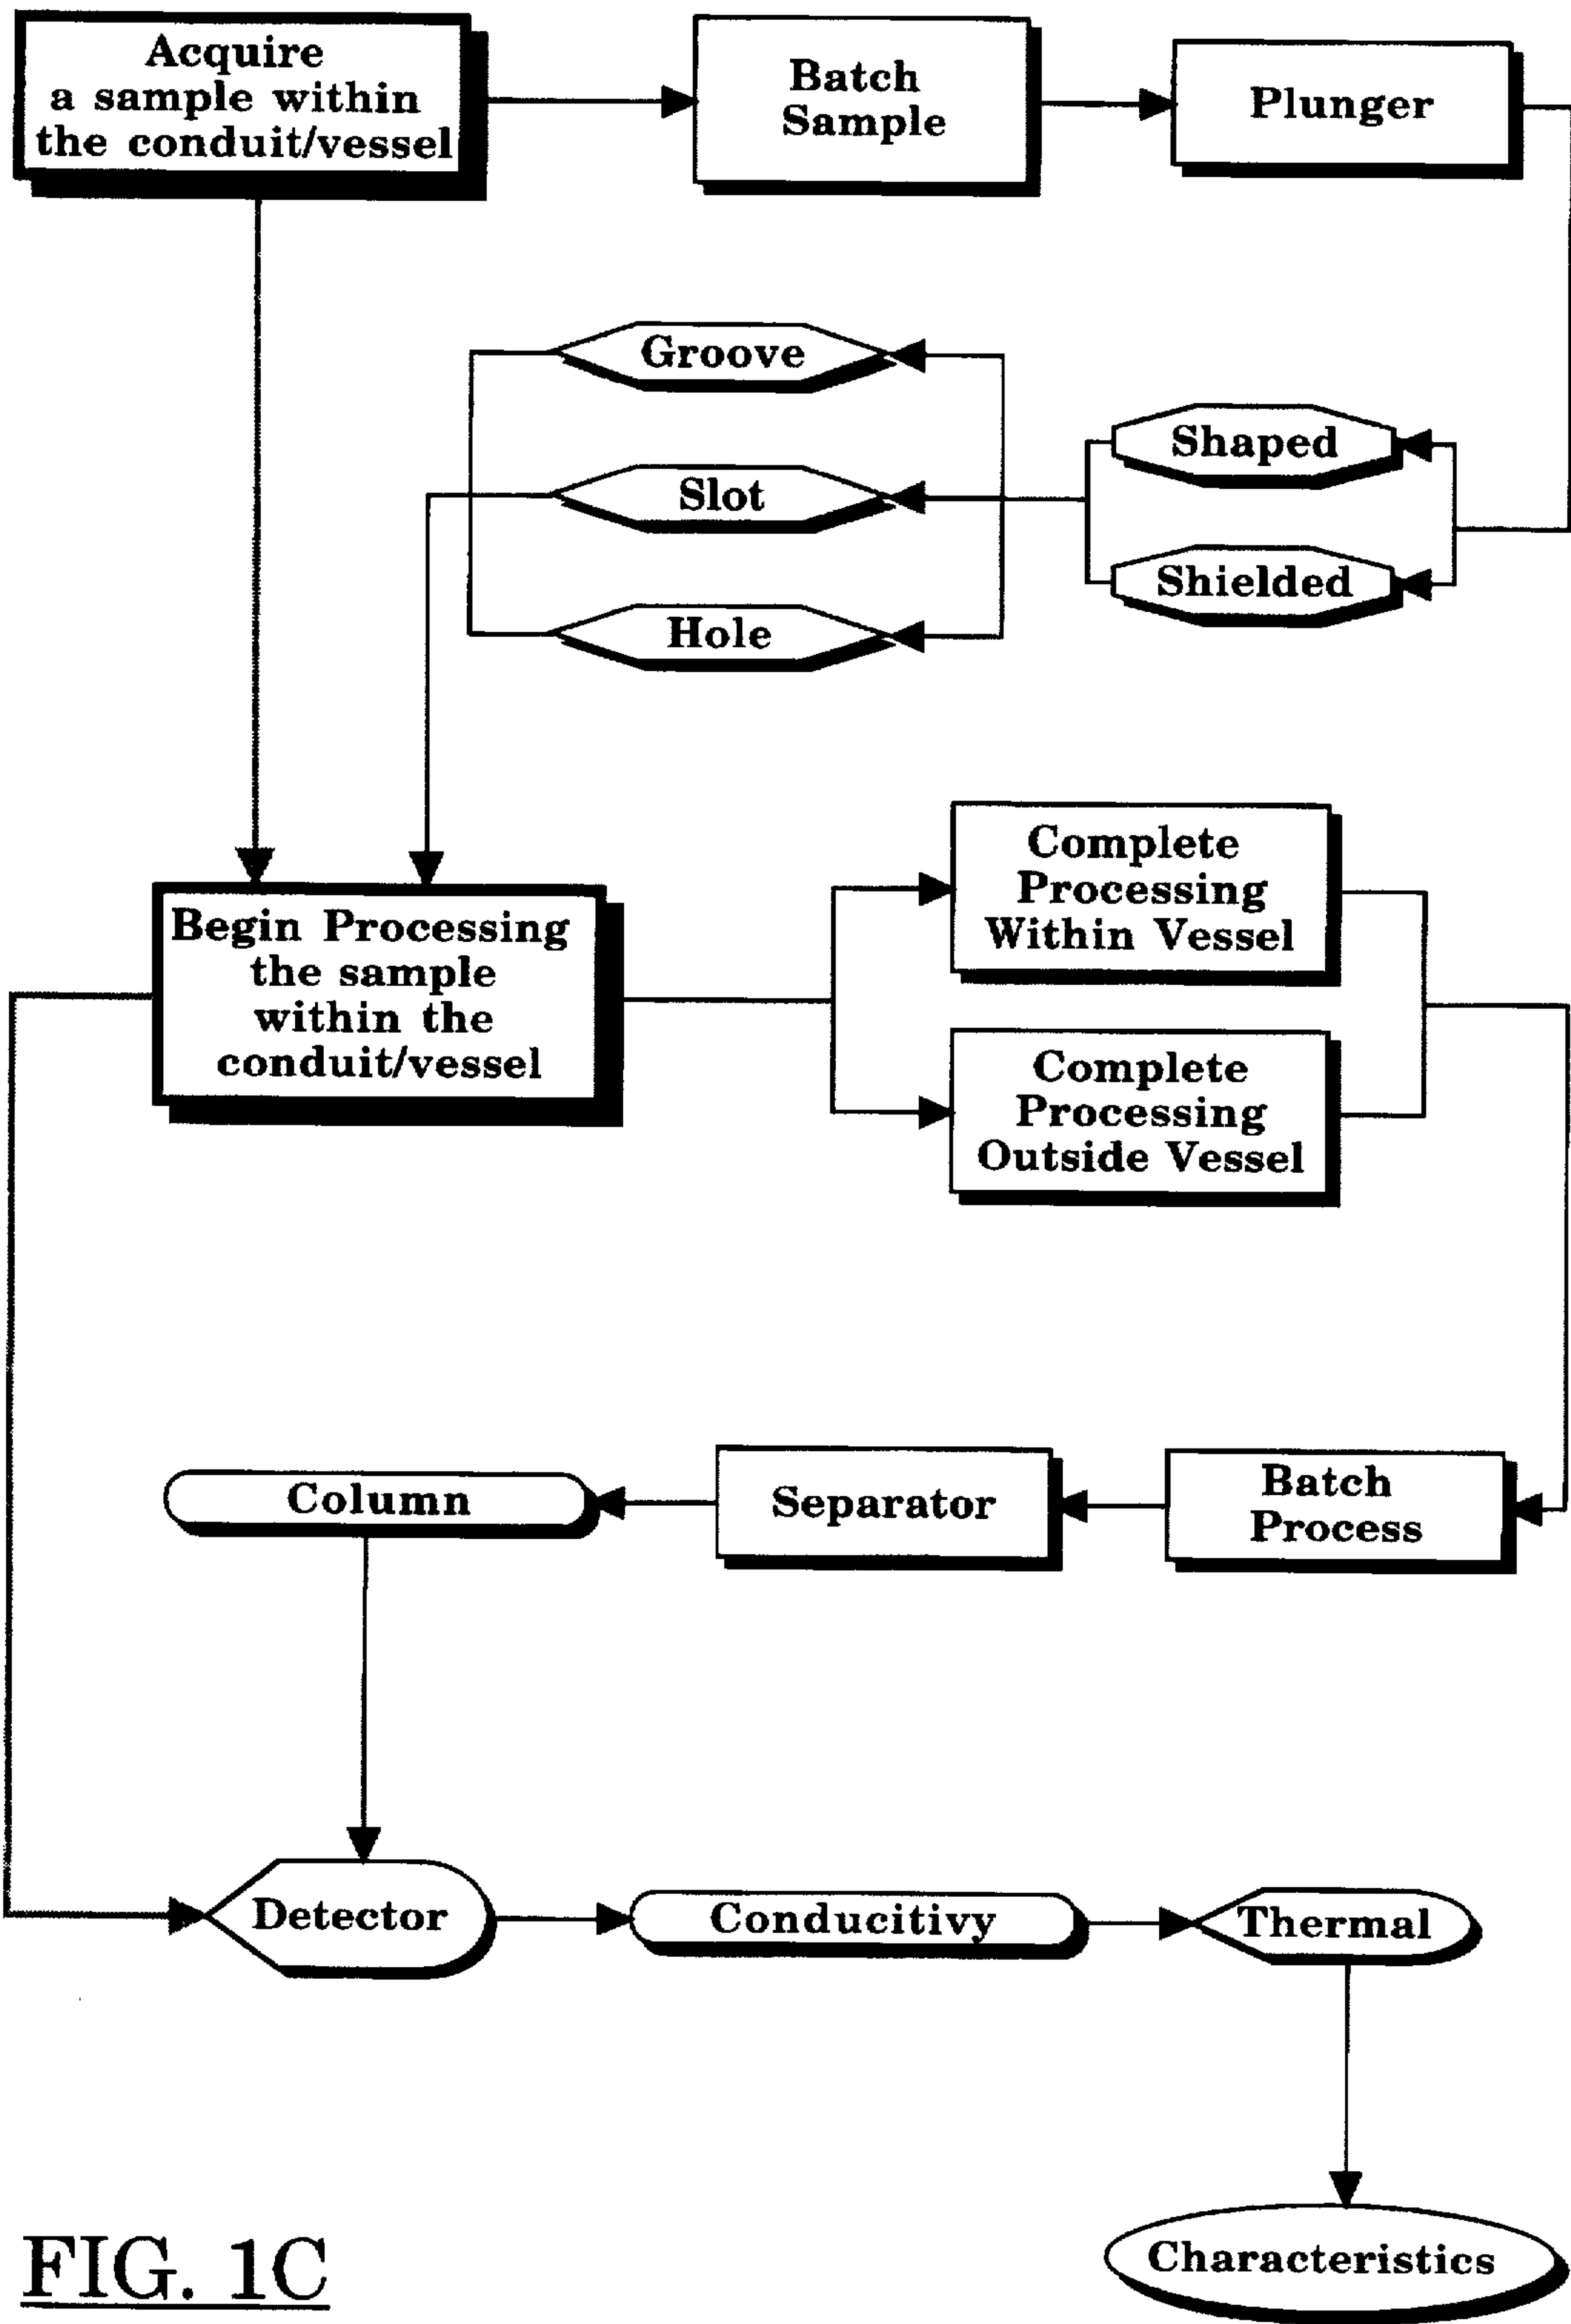 Acquire
a sample within
the conduit/vessel
Batch
Sample
Plunger
Groove
Shaped
Slot
Shielded
Hole
Complete
Processing
Within Vessel
Begin Processing
the sample
within the
conduit/vessel
Complete
Processing
Outside Vessel
Column
Separator
Batch
Process
Detector
Conducitivy
Thermal
Characteristics
FIG. 1C